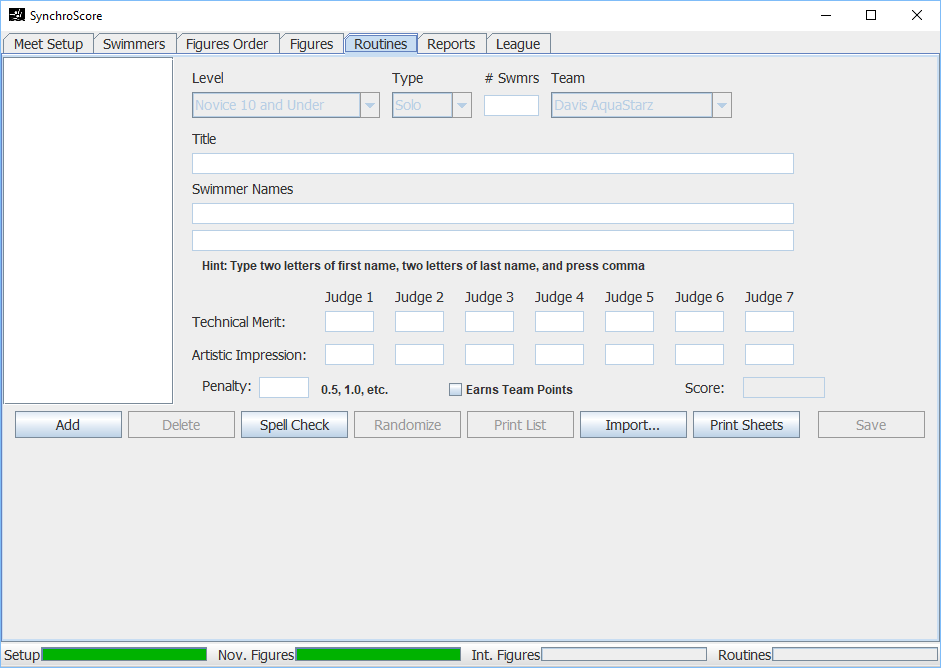 SynchroScore
Meet Setup Swimmers Figures Order Figures Routines Reports League
Level Type # Swmrs Team
Novice 10 and Under Solo Davis AquaStarz
Title
Swimmer Names
Hint: Type two letters of first name, two letters of last name, and press comma
Judge 1 Judge 2 Judge 3 Judge 4 Judge 5 Judge 6 Judge 7
Technical Merit:
Artistic Impression:
Penalty: 0.5, 1.0, etc. Earns Team Points Score:
Add Delete Spell Check Randomize Print List Import... Print Sheets Save
Setup Nov. Figures Int. Figures Routines